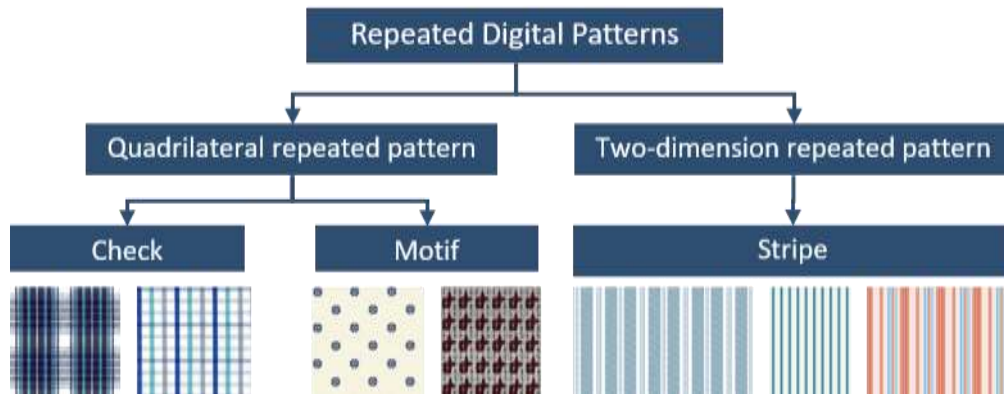 Repeated Digital Patterns
Quadrilateral repeated pattern
Two-dimension repeated pattern
Check
Motif
Stripe